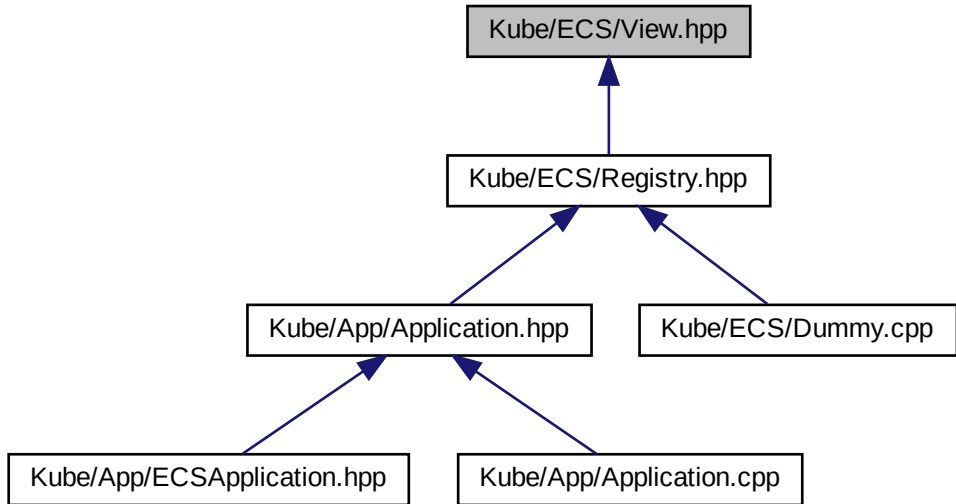 Kube/ECS/View.hpp
Kube/ECS/Registry.hpp
Kube/App/Application.hpp
Kube/ECS/Dummy.cpp
Kube/App/ECSApplication.hpp
Kube/App/Application.cpp